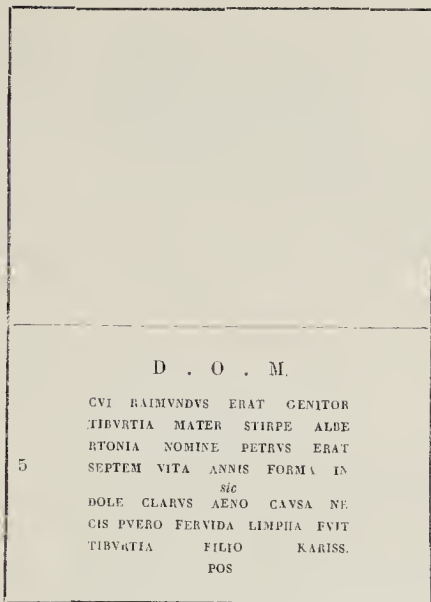 D . O . M.
CVI RAIMVNDVS ERAT GENITOR
TIBVRTIA MATER STIRPE ALBE
RTONIA NOMINE PETRVS ERAT
5 SEPTEM VITA ANNIS FORMA IN
sic
DOLE CLARVS AENO CAVSA NE
CIS PVERO FERVIDA LIMPHA FVIT
TIBVRTIA FILIO KARISS.
POS